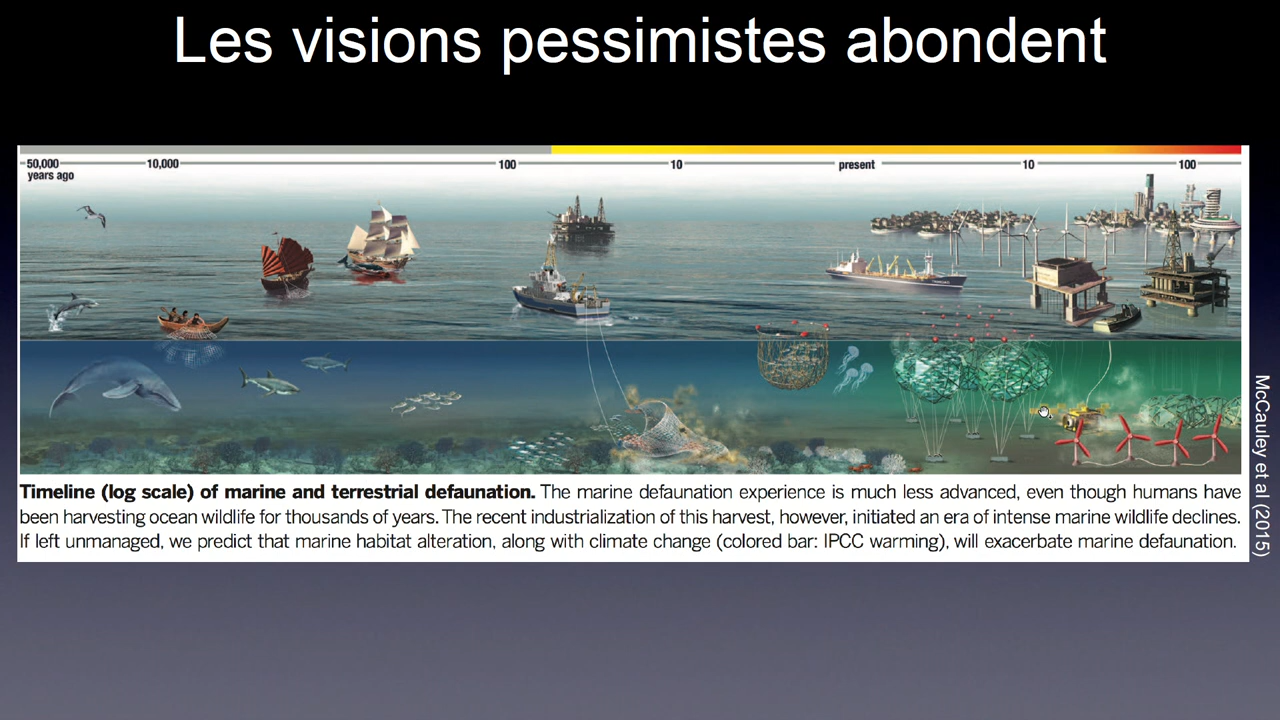 Les visions pessimistes abondent
50,000 10,000 100 10 present 10 100
years ago
Timeline (log scale) of marine and terrestrial defaunation. The marine defaunation experience is much less advanced, even though humans have
been harvesting ocean wildlife for thousands of years. The recent industrialization of this harvest, however, initiated an era of intense marine wildlife declines.
If left unmanaged, we predict that marine habitat alteration, along with climate change (colored bar: IPCC warming), will exacerbate marine defaunation.
McCauley et al (2015)